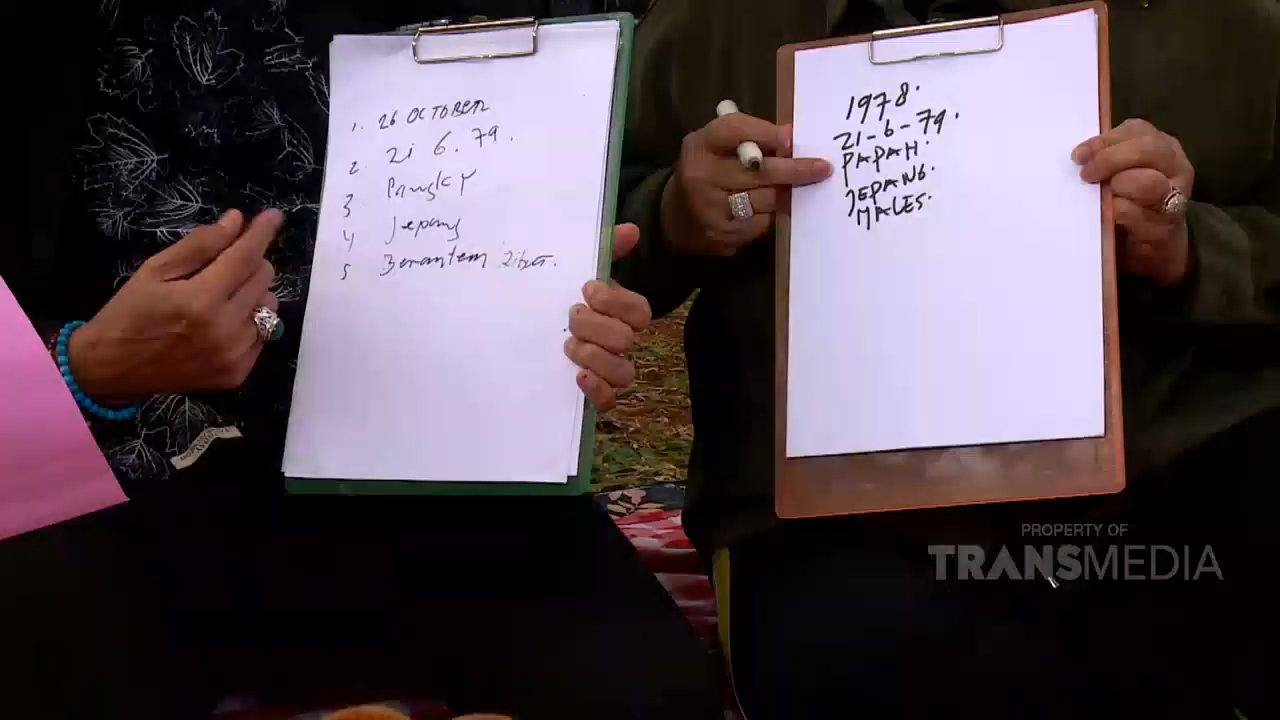 1. 26 OCTOBER
2. 21 6. 79.
3
4 Jepang
5 Berantem
1978.
21-6-79.
PAPAH.
JEPANG.
MALES.
PROPERTY OF
TRANSMEDIA